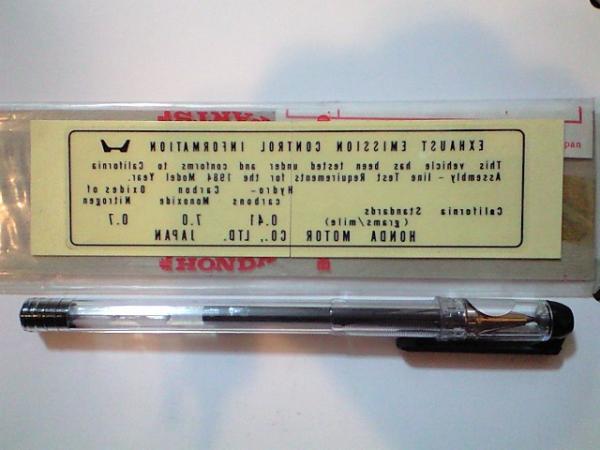 EXHAUST EMISSION CONTROL INFORMATION
This vehicle has been tested under and conforms to California
Assembly - line Test Requirements for the 1984 Model Year.
Hydro- Carbon Oxides of
carbons Monoxide Nitrogen
California Standards
(grams/mile) 0.41 7.0 0.7
HONDA MOTOR CO., LTD. JAPAN
HONDA